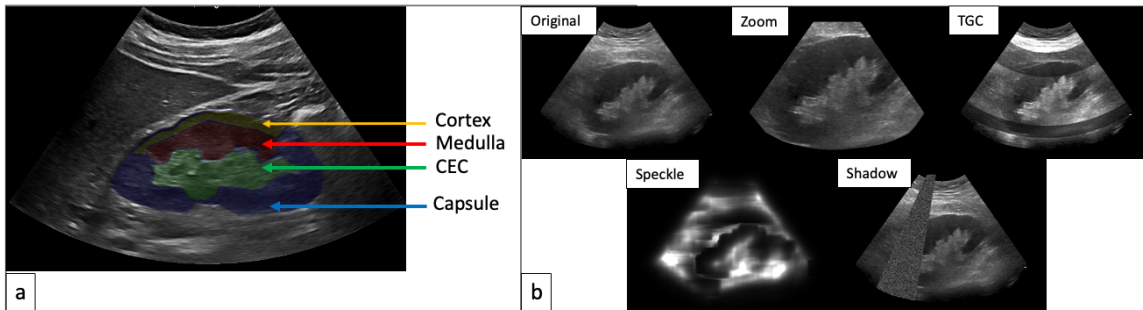 Cortex
Medulla
CEC
Capsule
a
Original
Zoom
TGC
Speckle
Shadow
b